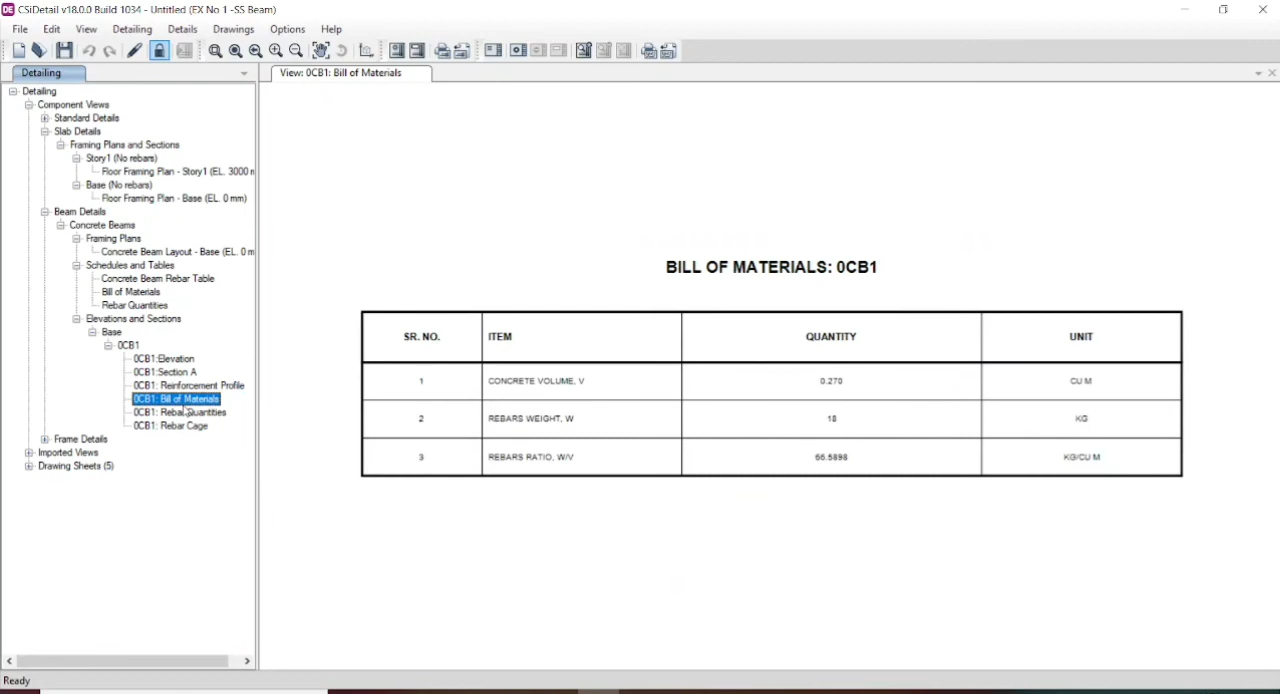 CSiDetail v18.0.0 Build 1034 - Untitled (EX No 1 -SS Beam)
File Edit View Detailing Details Drawings Options Help
Detailing
View: 0CB1: Bill of Materials
Detailing
Component Views
Standard Details
Slab Details
Framing Plans and Sections
Story1 (No rebars)
Floor Framing Plan - Story1 (EL. 3000 m
Base (No rebars)
Floor Framing Plan - Base (EL. 0 mm)
Beam Details
Concrete Beams
Framing Plans
Concrete Beam Layout - Base (EL. 0 m
Schedules and Tables
Concrete Beam Rebar Table
Bill of Materials
Rebar Quantities
Elevations and Sections
Base
0CB1
0CB1:Elevation
0CB1:Section A
0CB1: Reinforcement Profile
0CB1: Bill of Materials
0CB1: Rebar Quantities
0CB1: Rebar Cage
Frame Details
Imported Views
Drawing Sheets (5)
BILL OF MATERIALS: 0CB1
SR. NO. ITEM QUANTITY UNIT
1 CONCRETE VOLUME, V 0.270 CU M
2 REBARS WEIGHT, W 18 KG
3 REBARS RATIO, W/V 66.5898 KG/CU M
Ready